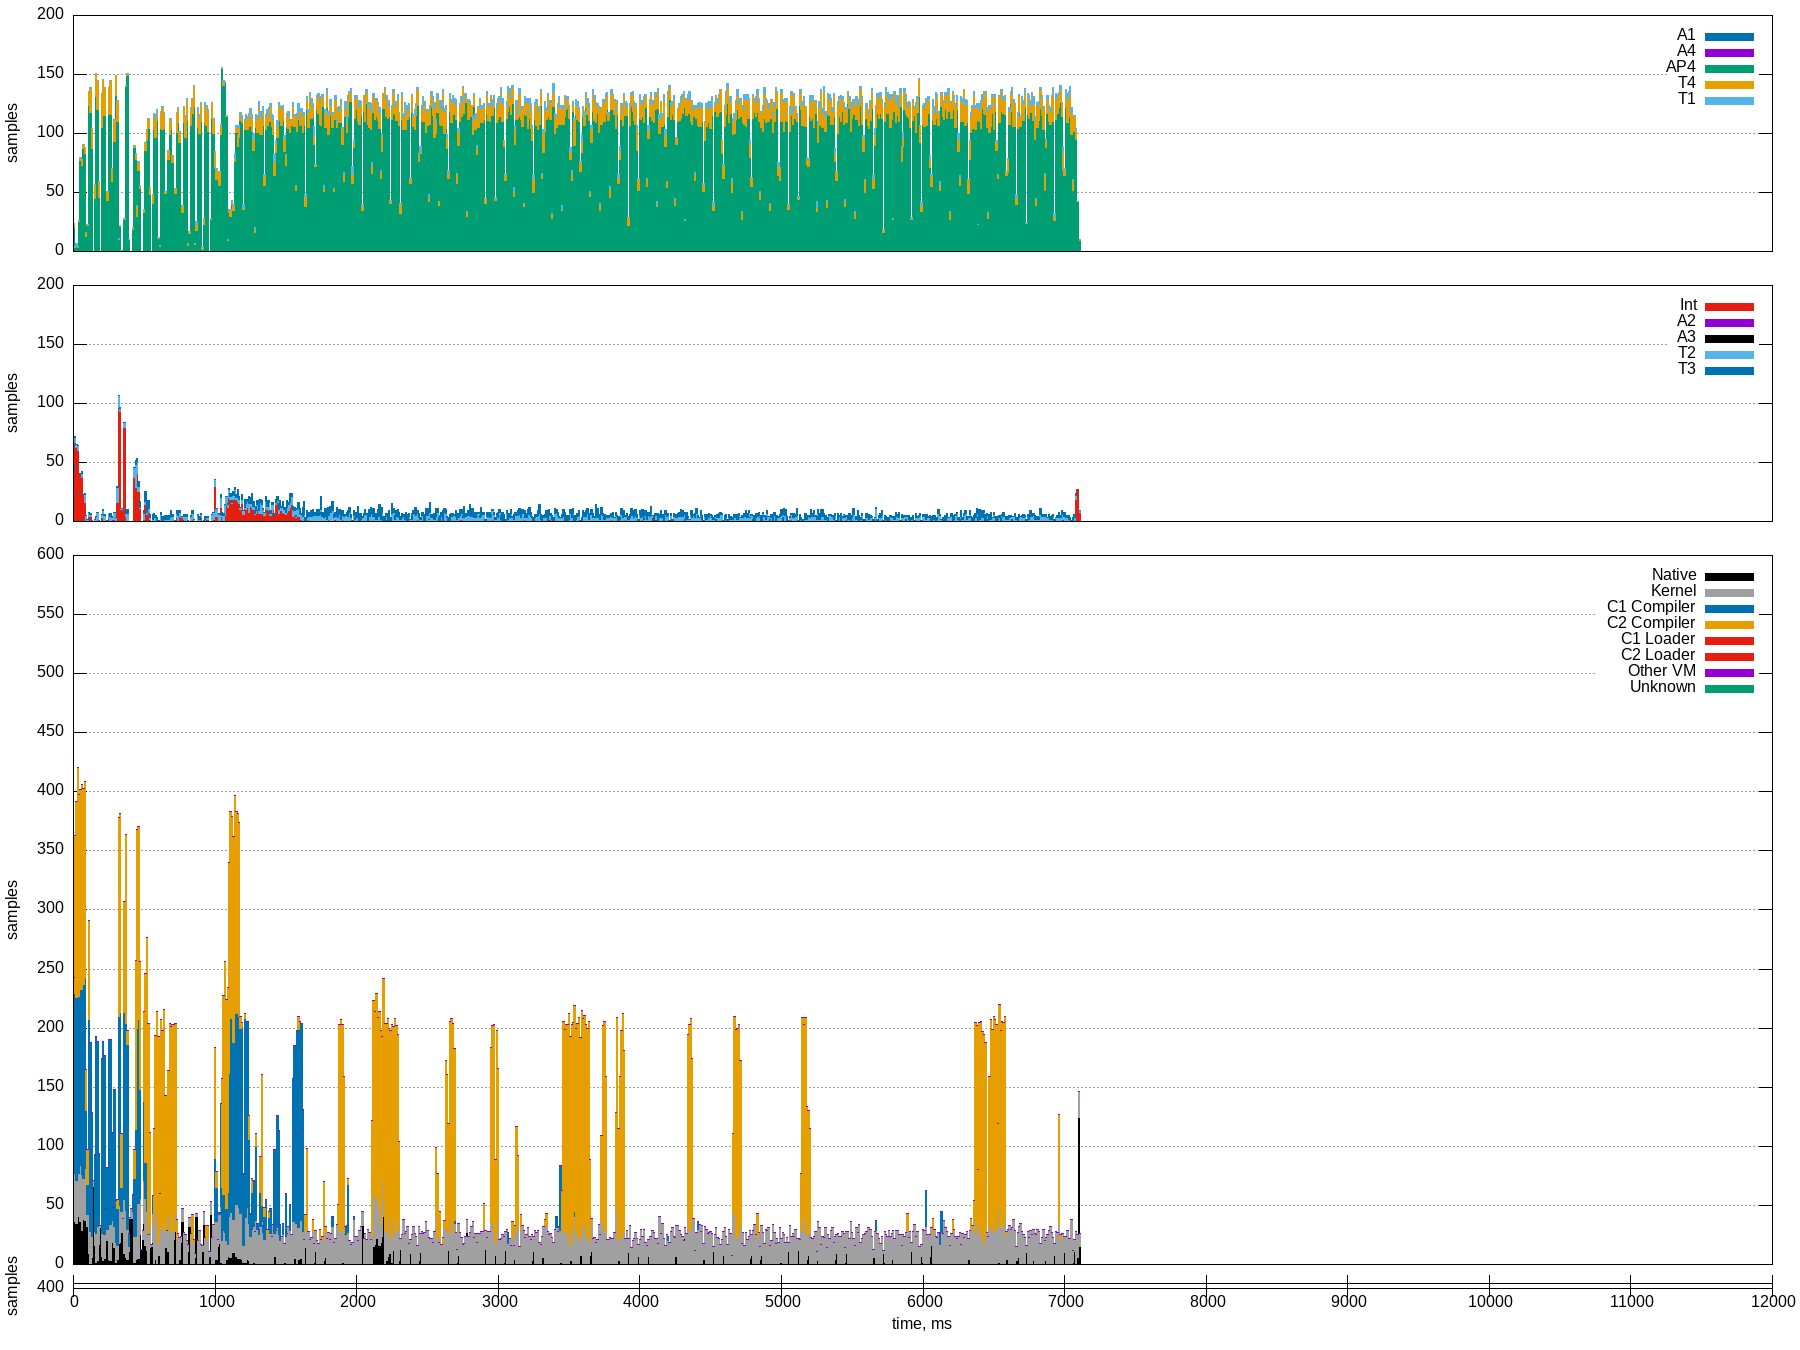 200
150
100
50
0
samples
A1
A4
AP4
T4
T1
200
150
100
50
0
samples
Int
A2
A3
T2
T3
600
550
500
450
400
350
300
250
200
150
100
50
0
samples
Native
Kernel
C1 Compiler
C2 Compiler
C1 Loader
C2 Loader
Other VM
Unknown
400
samples
0 1000 2000 3000 4000 5000 6000 7000 8000 9000 10000 11000 12000
time, ms